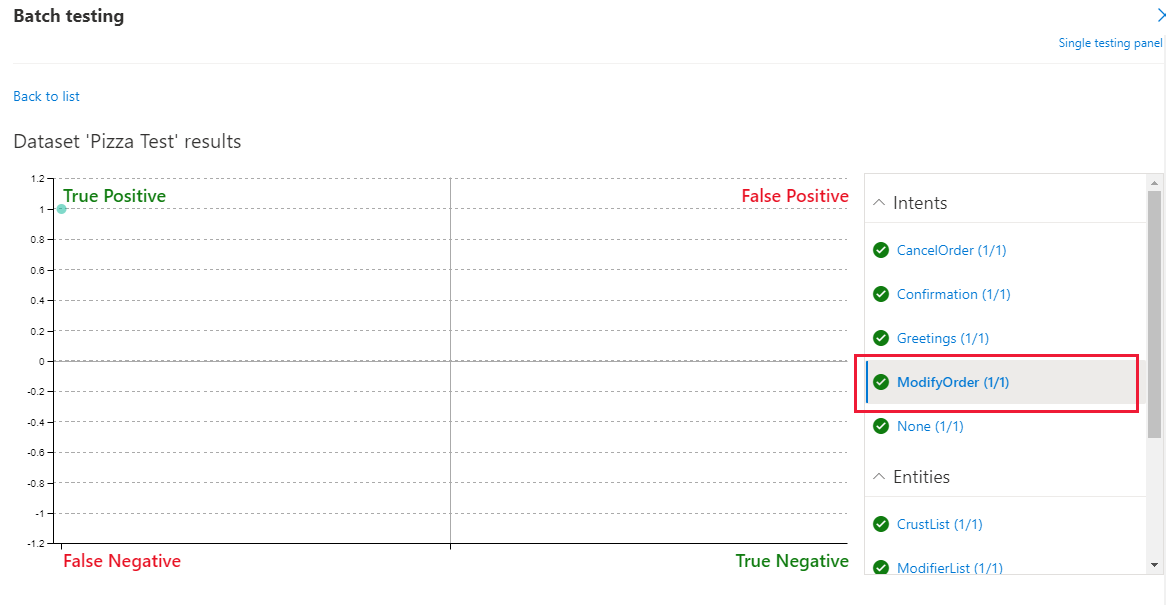 Batch testing
Single testing panel
Back to list
Dataset 'Pizza Test' results
1.2
True Positive
False Positive
1
0.8
0.6
0.4
0.2
0
-0.2
-0.4
-0.6
-0.8
-1
-1.2
False Negative
True Negative
Intents
CancelOrder (1/1)
Confirmation (1/1)
Greetings (1/1)
ModifyOrder (1/1)
None (1/1)
Entities
CrustList (1/1)
ModifierList (1/1)